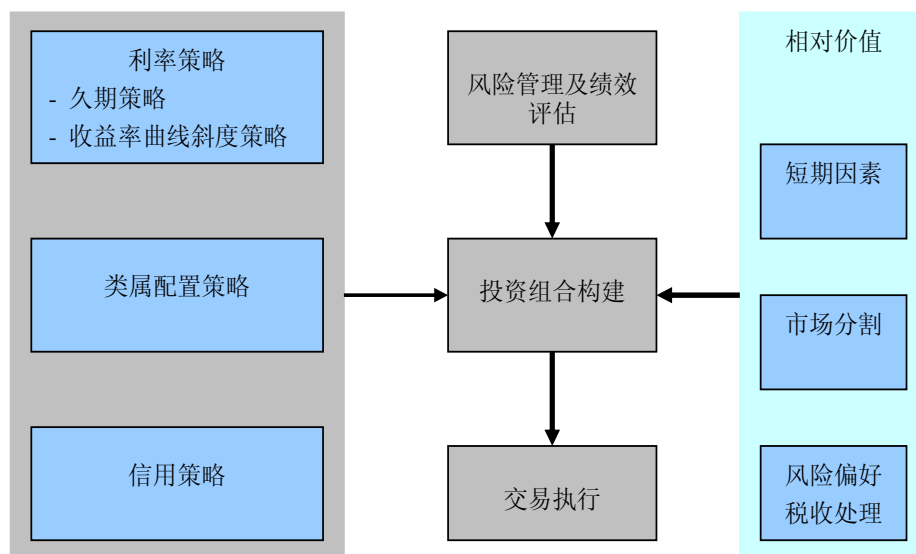 利率策略
- 久期策略
- 收益率曲线斜度策略
类属配置策略
信用策略
风险管理及绩效
评估
投资组合构建
交易执行
相对价值
短期因素
市场分割
风险偏好
税收处理